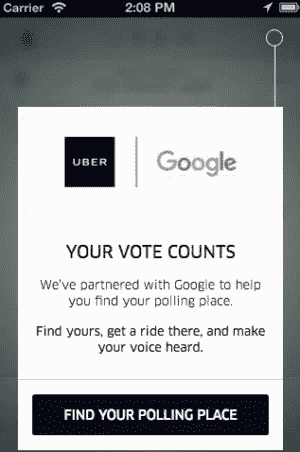 Carrier 2:08 PM
UBER Google
YOUR VOTE COUNTS
We've partnered with Google to help
you find your polling place.
Find yours, get a ride there, and make
your voice heard.
FIND YOUR POLLING PLACE